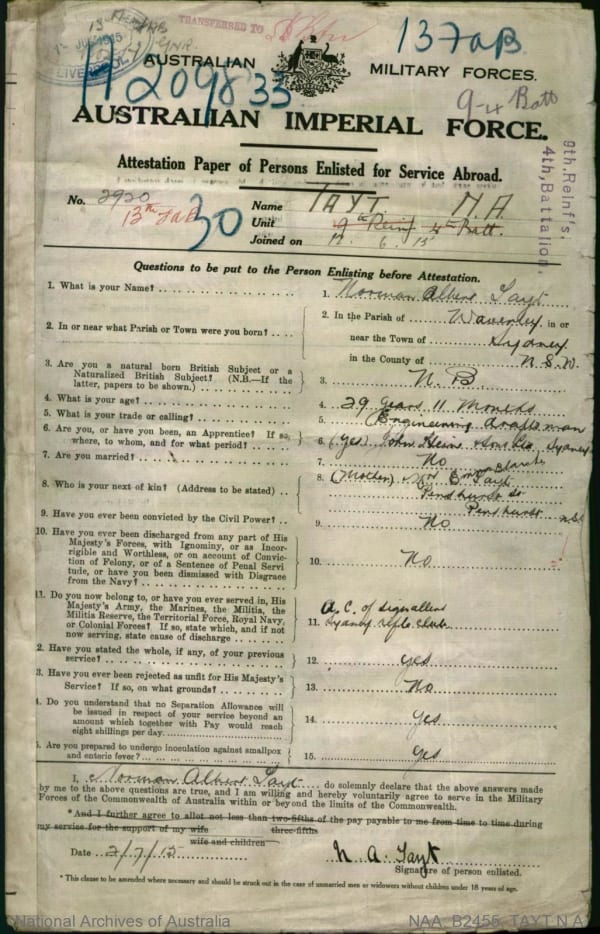 TRANSFERRED TO
13 FAB
AUSTRALIAN MILITARY FORCES.
9-4 Batt
AUSTRALIAN IMPERIAL FORCE.
Attestation Paper of Persons Enlisted for Service Abroad.
9th. Reinf's.
4th, Battalion.
No. 2920
13th FAB
30
Name TAYT N.A.
Unit 9th Reinf 4th Batt.
Joined on 6. 15
Questions to be put to the Person Enlisting before Attestation.
1. What is your Name? 1. Norman Albert Tayt
2. In or near what Parish or Town were you born? 2. In the Parish of Waverley in or
near the Town of Sydney
in the County of N.S.W.
3. Are you a natural born British Subject or a
Naturalized British Subject? (N.B.—If the
latter, papers to be shown.) 3. N. B.
4. What is your age? 4. 29 years 11 Months
5. What is your trade or calling? 5. Engineering draftsman
6. Are you, or have you been, an Apprentice? If so,
where, to whom, and for what period? 6. (Yes) John Hein & Son Sydney
7. Are you married? 7. No
8. Who is your next of kin? (Address to be stated) 8. (Mother) Tayt
Penshurst St
Penshurst
9. Have you ever been convicted by the Civil Power? 9. No
10. Have you ever been discharged from any part of His
Majesty's Forces, with Ignominy, or as Incor-
rigible and Worthless, or on account of Convic-
tion of Felony, or of a Sentence of Penal Servi
tude, or have you been dismissed with Disgrace
from the Navy? 10. No
11. Do you now belong to, or have you ever served in, His
Majesty's Army, the Marines, the Militia, the
Militia Reserve, the Territorial Force, Royal Navy,
or Colonial Forces? If so, state which, and if not
now serving, state cause of discharge
A.C. of Signallers
11. Sydney rifle club
2. Have you stated the whole, if any, of your previous
service? 12. yes
3. Have you ever been rejected as unfit for His Majesty's
Service? If so, on what grounds? 13. No
4. Do you understand that no Separation Allowance will
be issued in respect of your service beyond an
amount which together with Pay would reach
eight shillings per day. 14. Yes
5. Are you prepared to undergo inoculation against smallpox
and enteric fever? 15. Yes
I, Norman Albert Tayt do solemnly declare that the above answers made
by me to the above questions are true, and I am willing and hereby voluntarily agree to serve in the Military
Forces of the Commonwealth of Australia within or beyond the limits of the Commonwealth.
*And I further agree to allot not less than two-fifths of the pay payable to me from time to time during
three-fifths
my service for the support of my wife
wife and children
Date 2/7/15 N A Tayt
Signature of person enlisted.
* This clause to be amended where necessary and should be struck out in the case of unmarried men or widowers without children under 18 years of age.
National Archives of Australia
NAA: B2455, TAYT N A